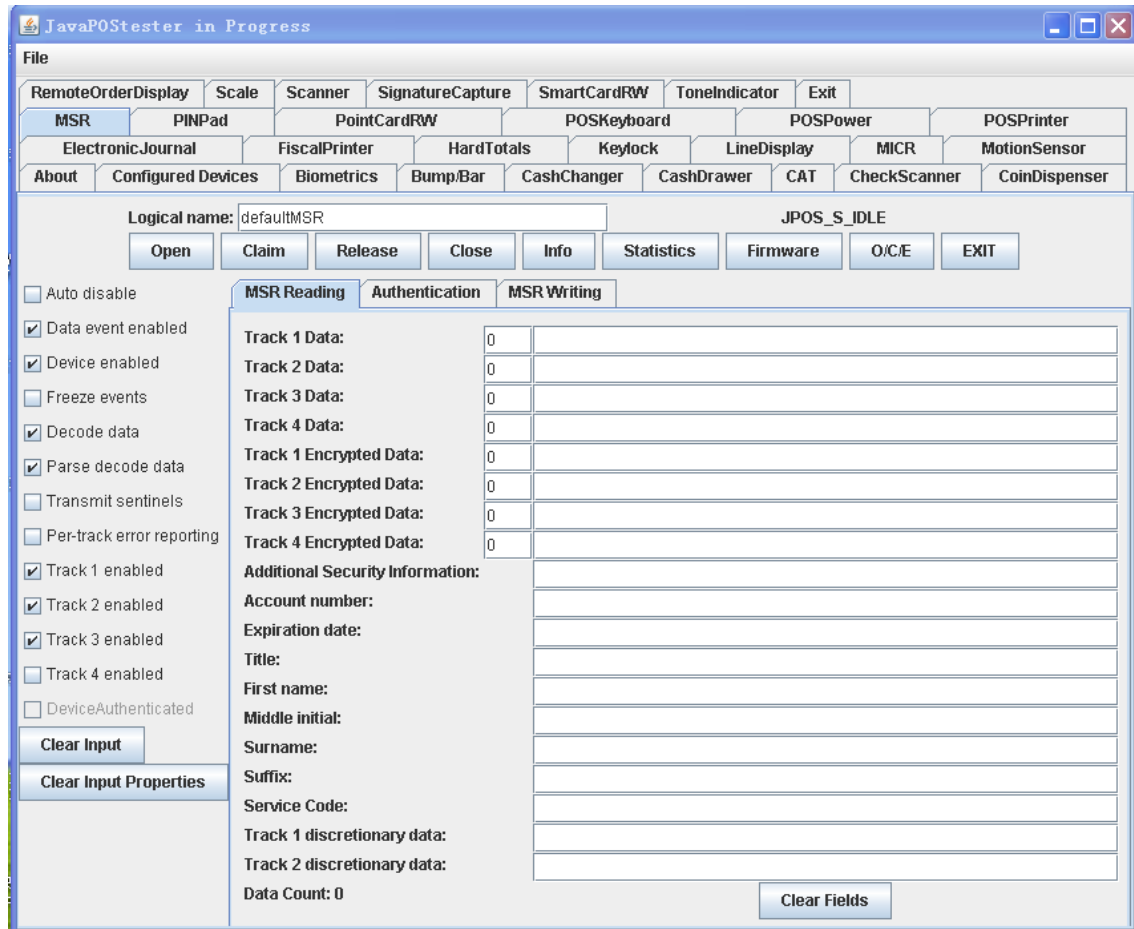 JavaPOStester in Progress
File
RemoteOrderDisplay Scale Scanner SignatureCapture SmartCardRW ToneIndicator Exit
MSR PINPad PointCardRW POSKeyboard POSPower POSPrinter
ElectronicJournal FiscalPrinter HardTotals Keylock LineDisplay MICR MotionSensor
About Configured Devices Biometrics Bump/Bar CashChanger CashDrawer CAT CheckScanner CoinDispenser
Logical name: defaultMSR JPOS_S_IDLE
Open Claim Release Close Info Statistics Firmware O/C/E EXIT
MSR Reading Authentication MSR Writing
Auto disable
Data event enabled
Device enabled
Freeze events
Decode data
Parse decode data
Transmit sentinels
Per-track error reporting
Track 1 enabled
Track 2 enabled
Track 3 enabled
Track 4 enabled
DeviceAuthenticated
Clear Input
Clear Input Properties
Track 1 Data: 0
Track 2 Data: 0
Track 3 Data: 0
Track 4 Data: 0
Track 1 Encrypted Data: 0
Track 2 Encrypted Data: 0
Track 3 Encrypted Data: 0
Track 4 Encrypted Data: 0
Additional Security Information:
Account number:
Expiration date:
Title:
First name:
Middle initial:
Surname:
Suffix:
Service Code:
Track 1 discretionary data:
Track 2 discretionary data:
Data Count: 0 Clear Fields